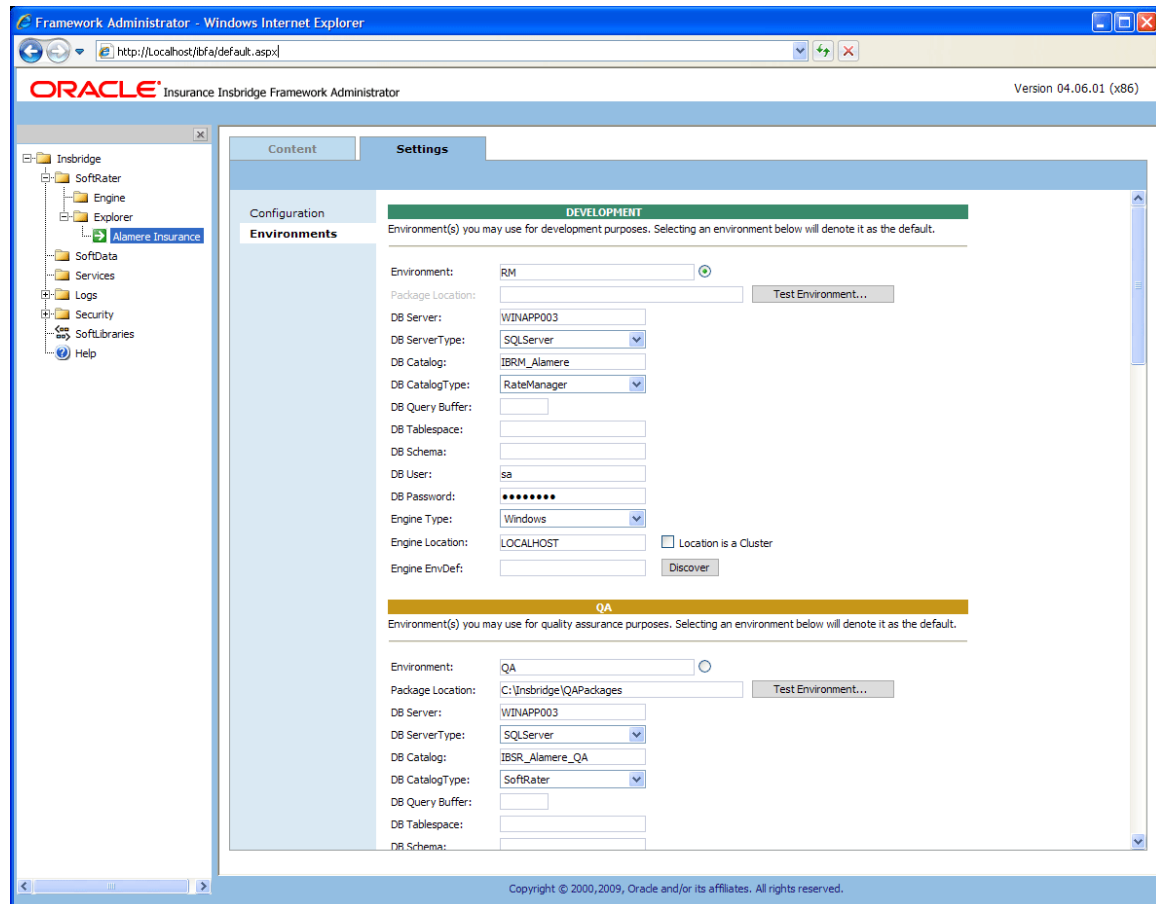 Framework Administrator - Windows Internet Explorer
http://Localhost/ibfa/default.aspx
ORACLE Insurance Insbridge Framework Administrator
Version 04.06.01 (x86)
Insbridge
SoftRater
Engine
Explorer
Alamere Insurance
SoftData
Services
Logs
Security
SoftLibraries
Help
Content
Settings
Configuration
Environments
DEVELOPMENT
Environment(s) you may use for development purposes. Selecting an environment below will denote it as the default.
Environment: RM
Package Location: Test Environment...
DB Server: WINAPP003
DB ServerType: SQLServer
DB Catalog: IBRM_Alamere
DB CatalogType: RateManager
DB Query Buffer:
DB Tablespace:
DB Schema:
DB User: sa
DB Password: ••••••••
Engine Type: Windows
Engine Location: LOCALHOST Location is a Cluster
Engine EnvDef: Discover
QA
Environment(s) you may use for quality assurance purposes. Selecting an environment below will denote it as the default.
Environment: QA
Package Location: C:\Insbridge\QAPackages Test Environment...
DB Server: WINAPP003
DB ServerType: SQLServer
DB Catalog: IBSR_Alamere_QA
DB CatalogType: SoftRater
DB Query Buffer:
DB Tablespace:
DB Schema:
Copyright © 2000,2009, Oracle and/or its affiliates. All rights reserved.